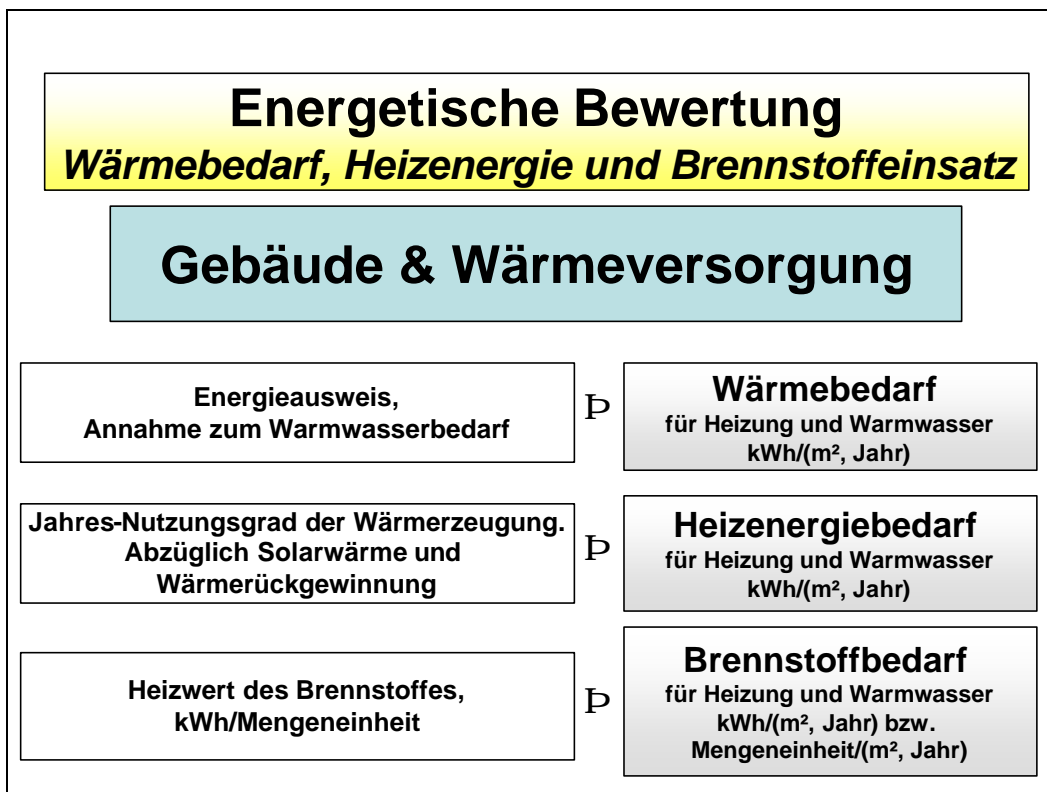 Energetische Bewertung
Wärmebedarf, Heizenergie und Brennstoffeinsatz
Gebäude & Wärmeversorgung
Energieausweis,
Annahme zum Warmwasserbedarf
Þ
Wärmebedarf
für Heizung und Warmwasser
kWh/(m², Jahr)
Jahres-Nutzungsgrad der Wärmerzeugung.
Abzüglich Solarwärme und
Wärmerückgewinnung
Þ
Heizenergiebedarf
für Heizung und Warmwasser
kWh/(m², Jahr)
Heizwert des Brennstoffes,
kWh/Mengeneinheit
Þ
Brennstoffbedarf
für Heizung und Warmwasser
kWh/(m², Jahr) bzw.
Mengeneinheit/(m², Jahr)